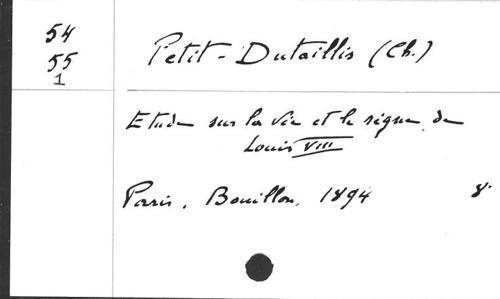 54
55
1
Petit-Dutaillis (Ch.)
Etude sur la vie et le règne de
Louis VIII
Paris, Bouillon, 1894 8°